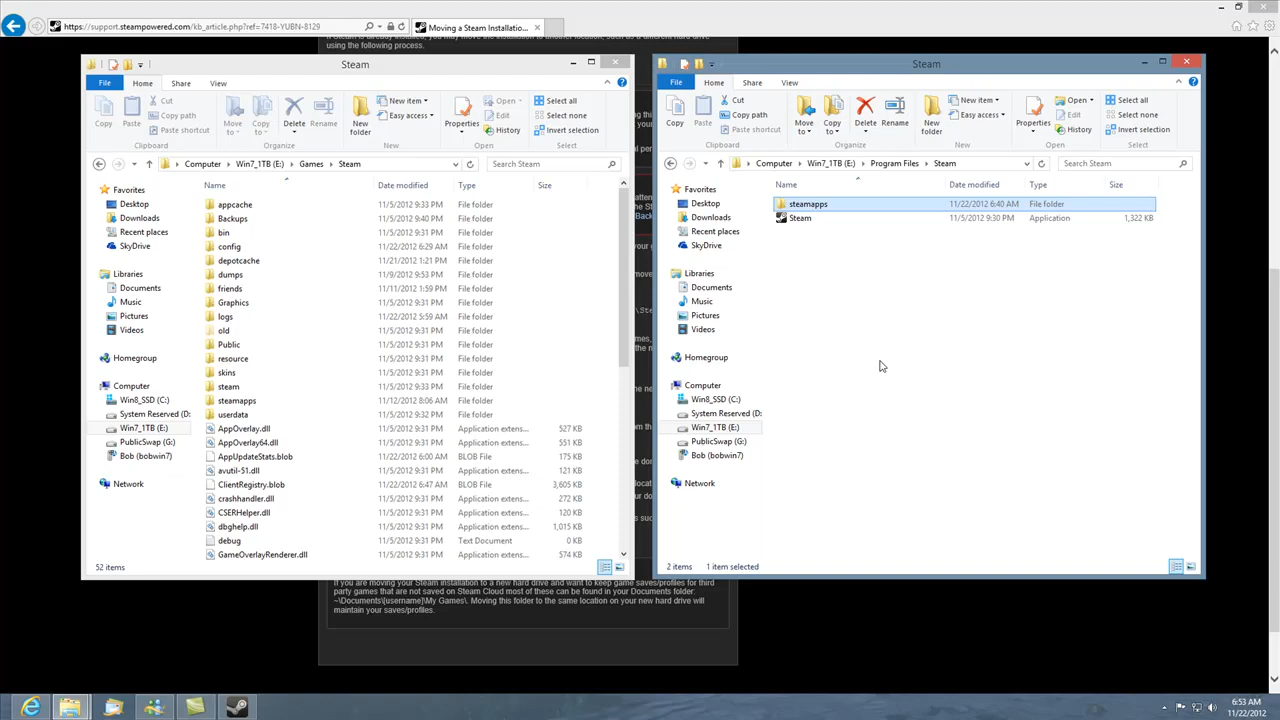 https://support.steampowered.com/kb_article.php?ref=7418-YUBN-8129
Moving a Steam Installatio...
using the following process.
Steam
File Home Share View
Copy Paste Cut Copy path Paste shortcut
Clipboard
Move to Copy to Delete Rename
Organize
New folder New item Easy access
New
Properties Open Edit History
Open
Select all Select none Invert selection
Select
Computer Win7_1TB (E:) Games Steam
Search Steam
Favorites
Desktop
Downloads
Recent places
SkyDrive
Libraries
Documents
Music
Pictures
Videos
Homegroup
Computer
Win8_SSD (C:)
System Reserved (D:
Win7_1TB (E:)
PublicSwap (G:)
Bob (bobwin7)
Network
Name Date modified Type Size
appcache 11/5/2012 9:33 PM File folder
Backups 11/5/2012 9:40 PM File folder
bin 11/5/2012 9:31 PM File folder
config 11/22/2012 6:29 AM File folder
depotcache 11/21/2012 1:21 PM File folder
dumps 11/9/2012 9:53 PM File folder
friends 11/11/2012 1:59 PM File folder
Graphics 11/5/2012 9:31 PM File folder
logs 11/22/2012 5:59 AM File folder
old 11/5/2012 9:31 PM File folder
Public 11/5/2012 9:31 PM File folder
resource 11/5/2012 9:31 PM File folder
skins 11/5/2012 9:31 PM File folder
steam 11/5/2012 9:33 PM File folder
steamapps 11/12/2012 8:06 AM File folder
userdata 11/5/2012 9:32 PM File folder
AppOverlay.dll 11/5/2012 9:31 PM Application extens... 527 KB
AppOverlay64.dll 11/5/2012 9:31 PM Application extens... 551 KB
AppUpdateStats.blob 11/22/2012 6:00 AM BLOB File 175 KB
avutil-51.dll 11/5/2012 9:31 PM Application extens... 121 KB
ClientRegistry.blob 11/22/2012 6:47 AM BLOB File 3,605 KB
crashhandler.dll 11/5/2012 9:31 PM Application extens... 272 KB
CSERHelper.dll 11/5/2012 9:31 PM Application extens... 120 KB
dbghelp.dll 11/5/2012 9:31 PM Application extens... 1,015 KB
debug 11/5/2012 9:31 PM Text Document 0 KB
GameOverlayRenderer.dll 11/5/2012 9:31 PM Application extens... 574 KB
52 items
Steam
File Home Share View
Copy Paste Cut Copy path Paste shortcut
Clipboard
Move to Copy to Delete Rename
Organize
New folder New item Easy access
New
Properties Open Edit History
Open
Select all Select none Invert selection
Select
Computer Win7_1TB (E:) Program Files Steam
Search Steam
Favorites
Desktop
Downloads
Recent places
SkyDrive
Libraries
Documents
Music
Pictures
Videos
Homegroup
Computer
Win8_SSD (C:)
System Reserved (D:
Win7_1TB (E:)
PublicSwap (G:)
Bob (bobwin7)
Network
Name Date modified Type Size
steamapps 11/22/2012 6:40 AM File folder
Steam 11/5/2012 9:30 PM Application 1,322 KB
2 items 1 item selected
If you are moving your Steam installation to a new hard drive and want to keep game saves/profiles for third
party games that are not saved on Steam Cloud most of these can be found in your Documents folder:
~\Documents\[username]\My Games\. Moving this folder to the same location on your new hard drive will
maintain your saves/profiles.
6:53 AM
11/22/2012